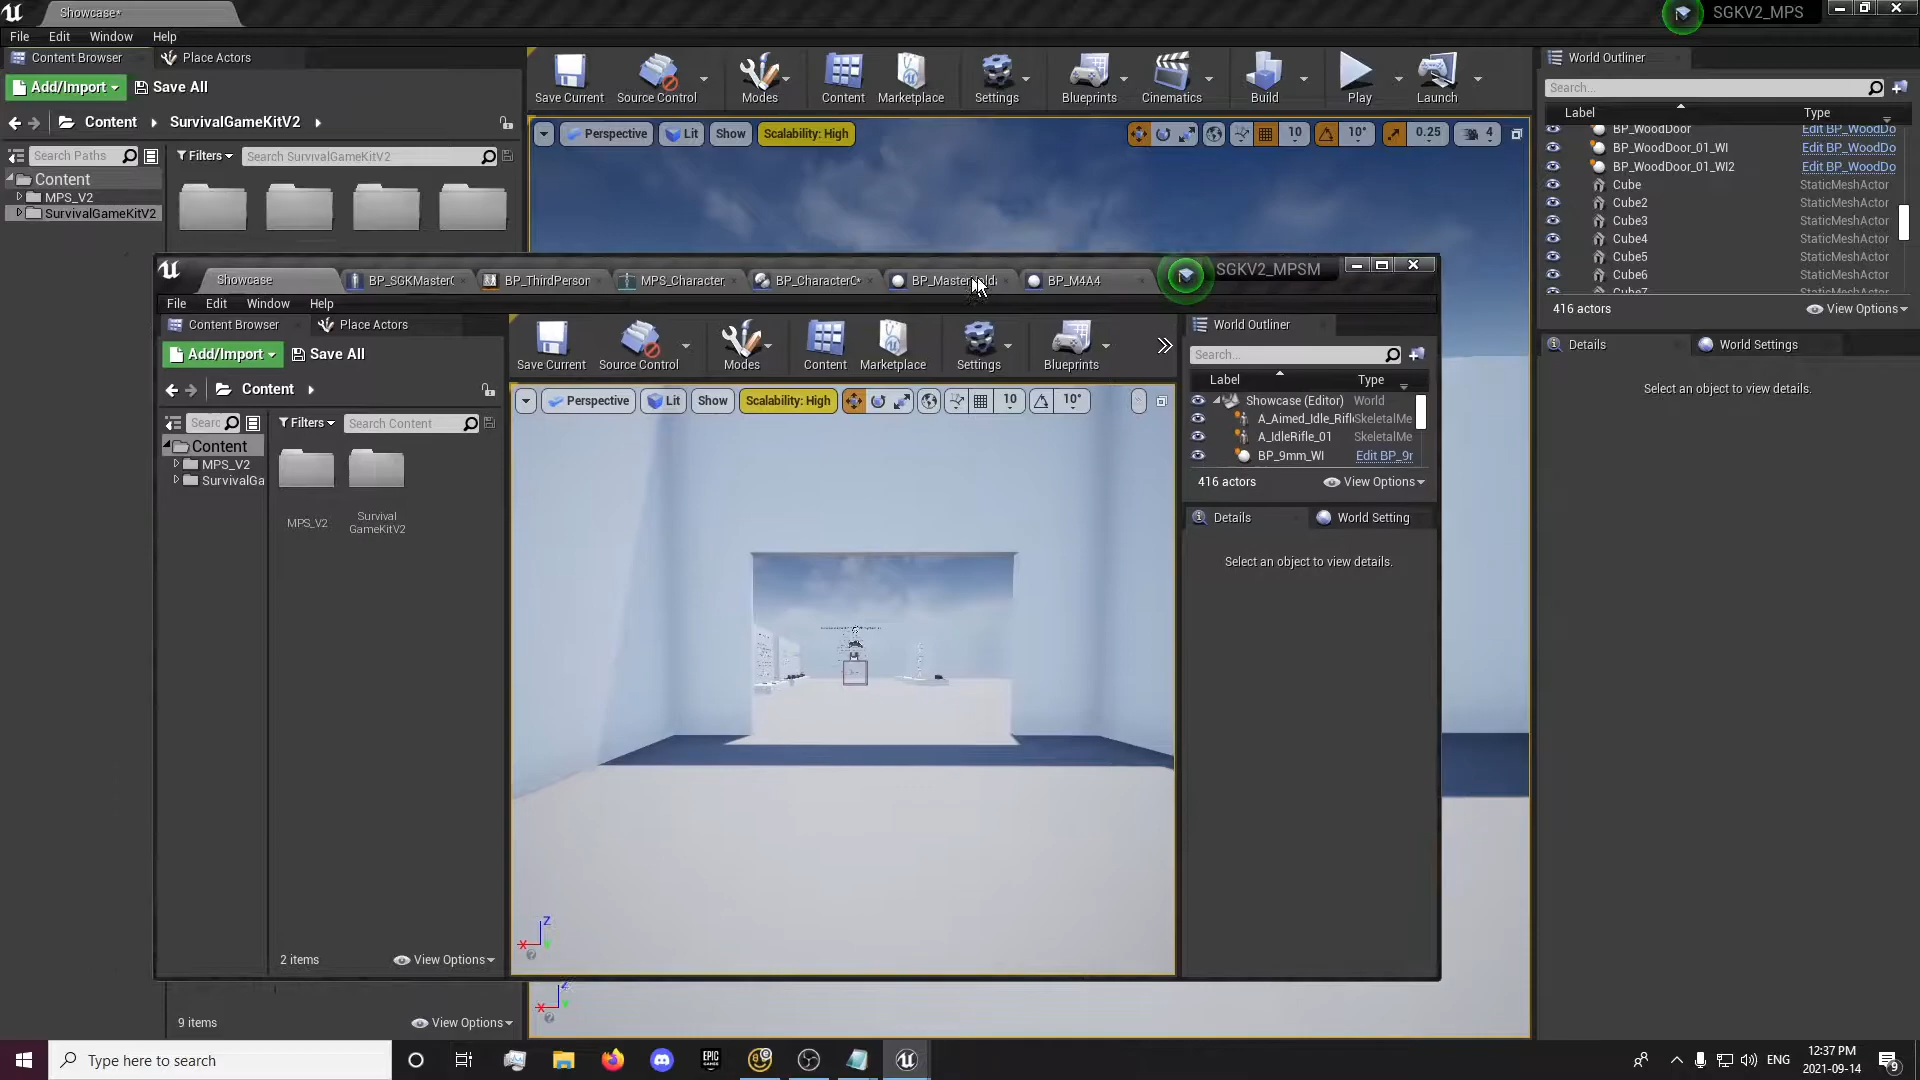 Showcase*
SGKV2_MPS
File Edit Window Help
Content Browser Place Actors
Add/Import Save All
Content SurvivalGameKitV2
Search Paths Filters Search SurvivalGameKitV2
Content
MPS_V2
SurvivalGameKitV2
Save Current Source Control Modes Content Marketplace Settings Blueprints Cinematics Build Play Launch
Perspective Lit Show Scalability: High 10 10° 0.25 4
World Outliner
Search...
Label Type
BP_WoodDoor Edit BP_WoodDo
BP_WoodDoor_01_WI Edit BP_WoodDo
BP_WoodDoor_01_WI2 Edit BP_WoodDo
Cube StaticMeshActor
Cube2 StaticMeshActor
Cube3 StaticMeshActor
Cube4 StaticMeshActor
Cube5 StaticMeshActor
Cube6 StaticMeshActor
416 actors View Options
Details World Settings
Select an object to view details.
Showcase BP_SGKMasterC BP_ThirdPerson MPS_Character BP_CharacterC* BP_M4A4 SGKV2_MPSM
File Edit Window Help
Content Browser Place Actors
Add/Import Save All
Content
Searc Filters Search Content
Content
MPS_V2
SurvivalGa
MPS_V2
Survival
GameKitV2
2 items View Options
Save Current Source Control Modes Content Marketplace Settings Blueprints
Perspective Lit Show Scalability: High 10 10°
Z
X
World Outliner
Search...
Label Type
Showcase (Editor) World
A_Aimed_Idle_Rifle SkeletalMe
A_IdleRifle_01 SkeletalMe
BP_9mm_WI Edit BP_9r
416 actors View Options
Details World Setting
Select an object to view details.
9 items View Options
Type here to search
EPIC
GAMES
ENG 12:37 PM
2021-09-14
9